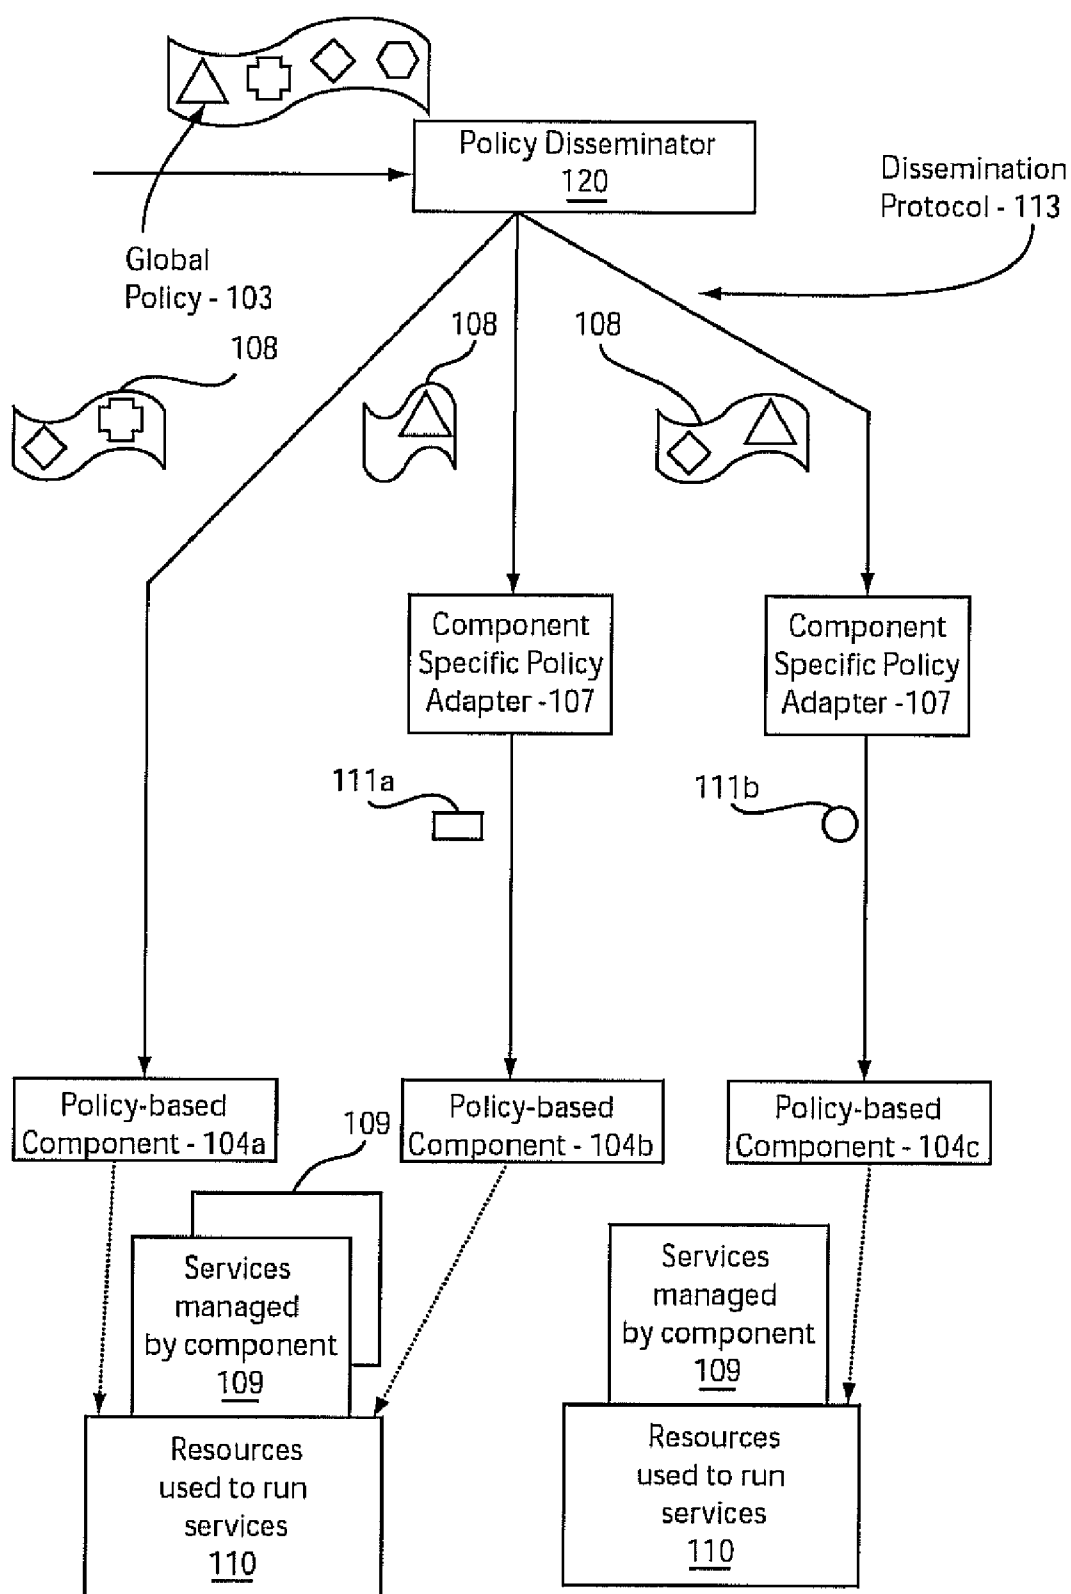 Policy Disseminator
120
Dissemination
Protocol - 113
Global
Policy - 103
108
108
108
Component
Specific Policy
Adapter -107
Component
Specific Policy
Adapter -107
111a
111b
Policy-based
Component - 104a
109
Policy-based
Component - 104b
Policy-based
Component - 104c
Services
managed
by component
109
Services
managed
by component
109
Resources
used to run
services
110
Resources
used to run
services
110